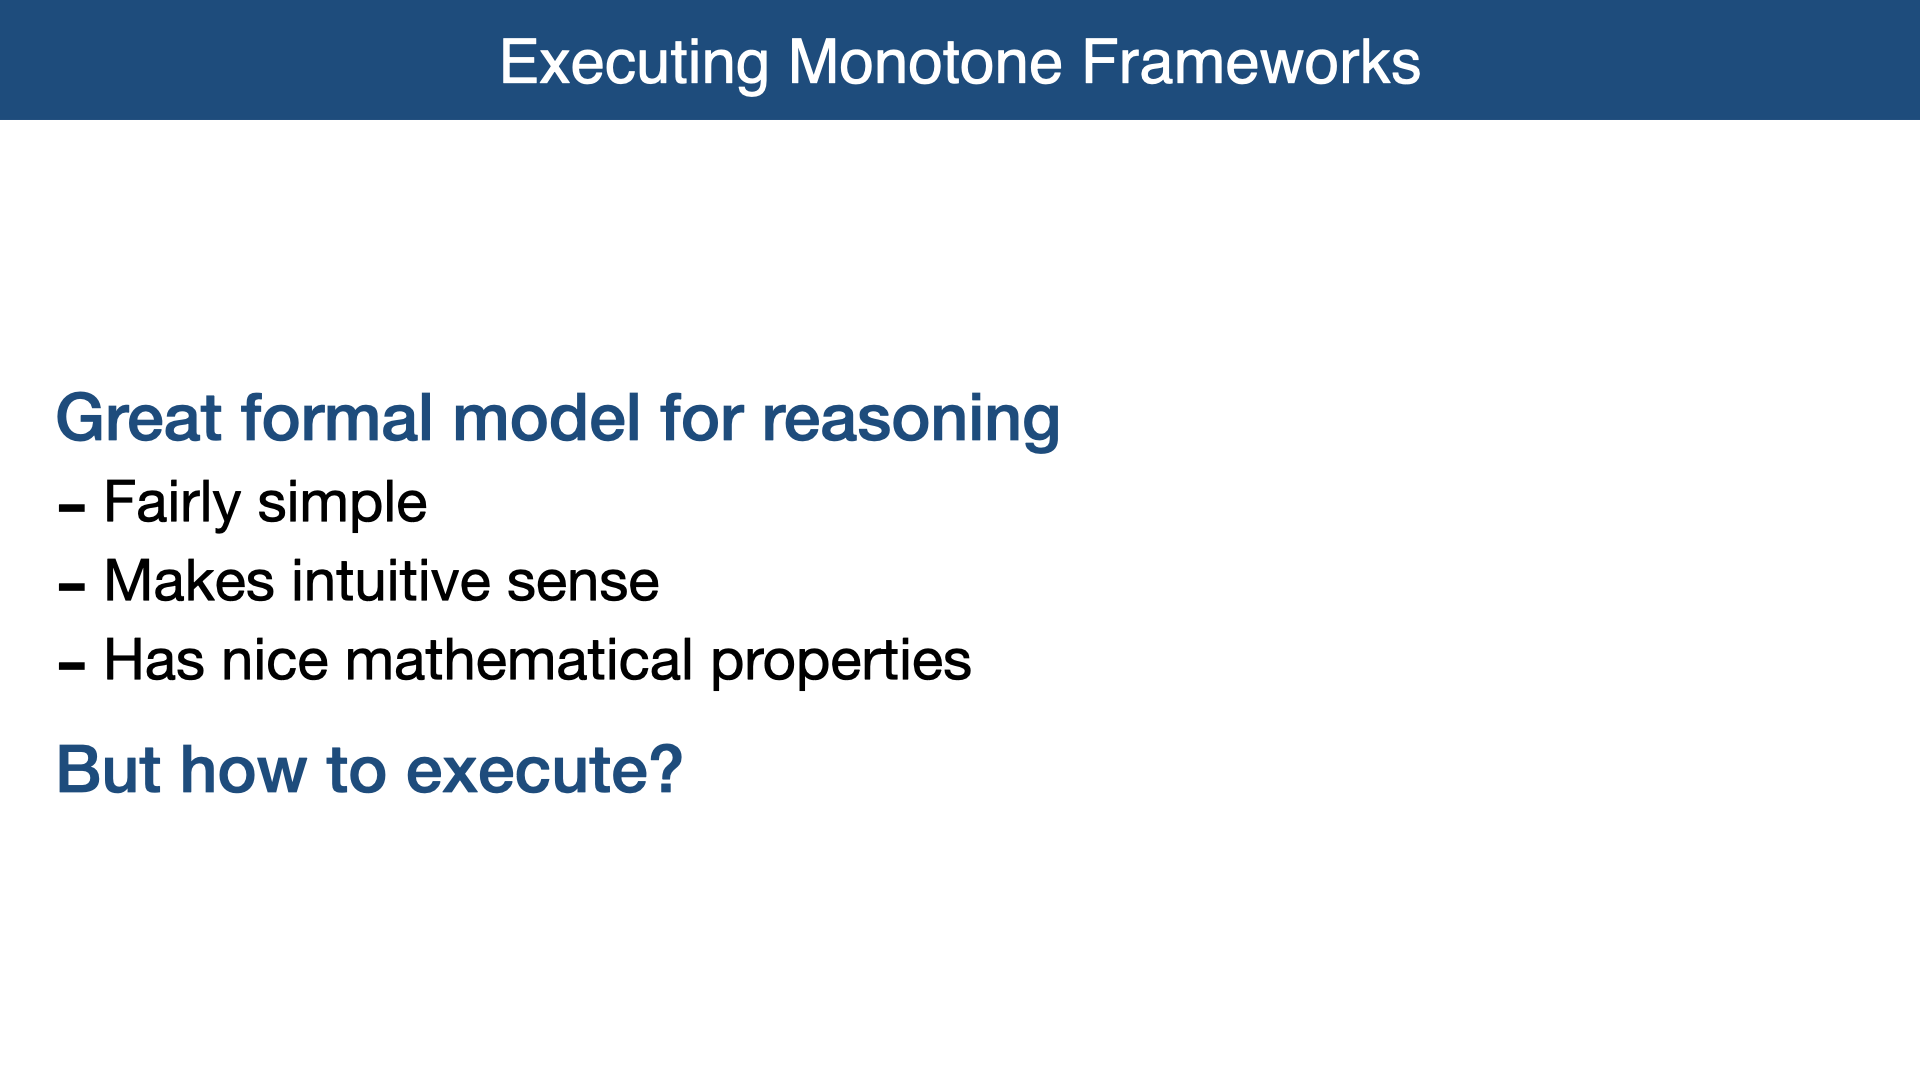 Executing Monotone Frameworks
Great formal model for reasoning
- Fairly simple
- Makes intuitive sense
- Has nice mathematical properties
But how to execute?